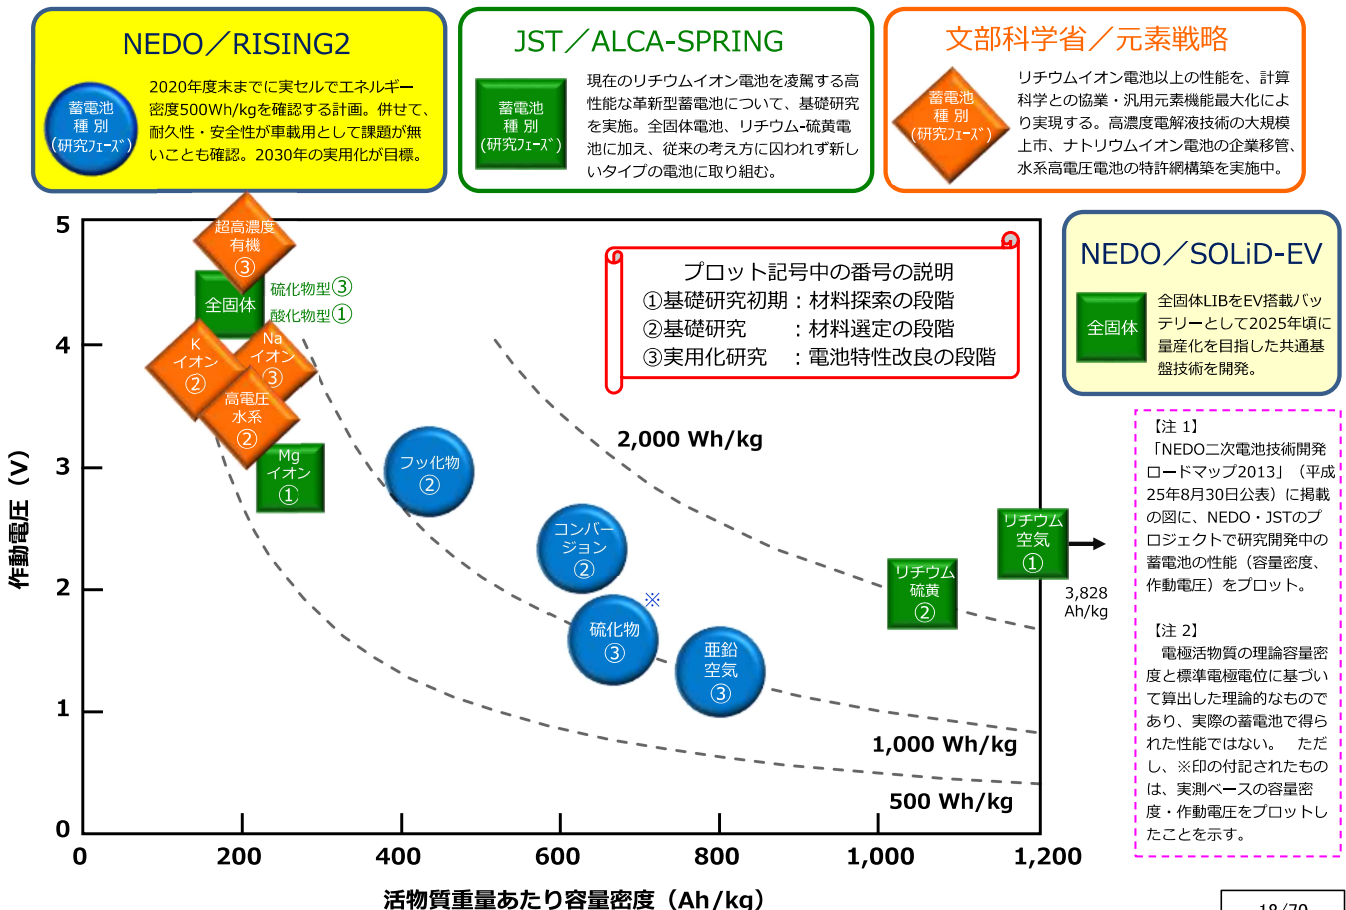 NEDO／RISING2
蓄電池
種 別
(研究ﾌｪｰｽﾞ)
2020年度末までに実セルでエネルギー
密度500Wh/kgを確認する計画。併せて、
耐久性・安全性が車載用として課題が無
いことも確認。2030年の実用化が目標。
JST／ALCA-SPRING
蓄電池
種 別
(研究ﾌｪｰｽﾞ)
現在のリチウムイオン電池を凌駕する高
性能な革新型蓄電池について、基礎研究
を実施。全固体電池、リチウム-硫黄電
池に加え、従来の考え方に囚われず新し
いタイプの電池に取り組む。
文部科学省／元素戦略
蓄電池
種 別
(研究ﾌｪｰｽﾞ)
リチウムイオン電池以上の性能を、計算
科学との協業・汎用元素機能最大化によ
り実現する。高濃度電解液技術の大規模
上市、ナトリウムイオン電池の企業移管、
水系高電圧電池の特許網構築を実施中。
NEDO／SOLiD-EV
全固体
全固体LIBをEV搭載バッ
テリーとして2025年頃に
量産化を目指した共通基
盤技術を開発。
プロット記号中の番号の説明
①基礎研究初期：材料探索の段階
②基礎研究　　：材料選定の段階
③実用化研究　：電池特性改良の段階
作動電圧（V）
5
4
3
2
1
0
超高濃度
有機
③
全固体
硫化物型③
酸化物型①
K
イオン
②
Na
イオン
③
高電圧
水系
②
Mg
イオン
①
フッ化物
②
コンバー
ジョン
②
※
硫化物
③
亜鉛
空気
③
リチウム
硫黄
②
リチウム
空気
①
3,828
Ah/kg
2,000 Wh/kg
1,000 Wh/kg
500 Wh/kg
0
200
400
600
800
1,000
1,200
活物質重量あたり容量密度（Ah/kg）
【注 1】
「NEDO二次電池技術開発
ロードマップ2013」（平成
25年8月30日公表）に掲載
の図に、NEDO・JSTのプ
ロジェクトで研究開発中の
蓄電池の性能（容量密度、
作動電圧）をプロット。
【注 2】
電極活物質の理論容量密
度と標準電極電位に基づい
て算出した理論的なもので
あり、実際の蓄電池で得ら
れた性能ではない。　ただ
し、※印の付記されたもの
は、実測ベースの容量密
度・作動電圧をプロットし
たことを示す。
18/70